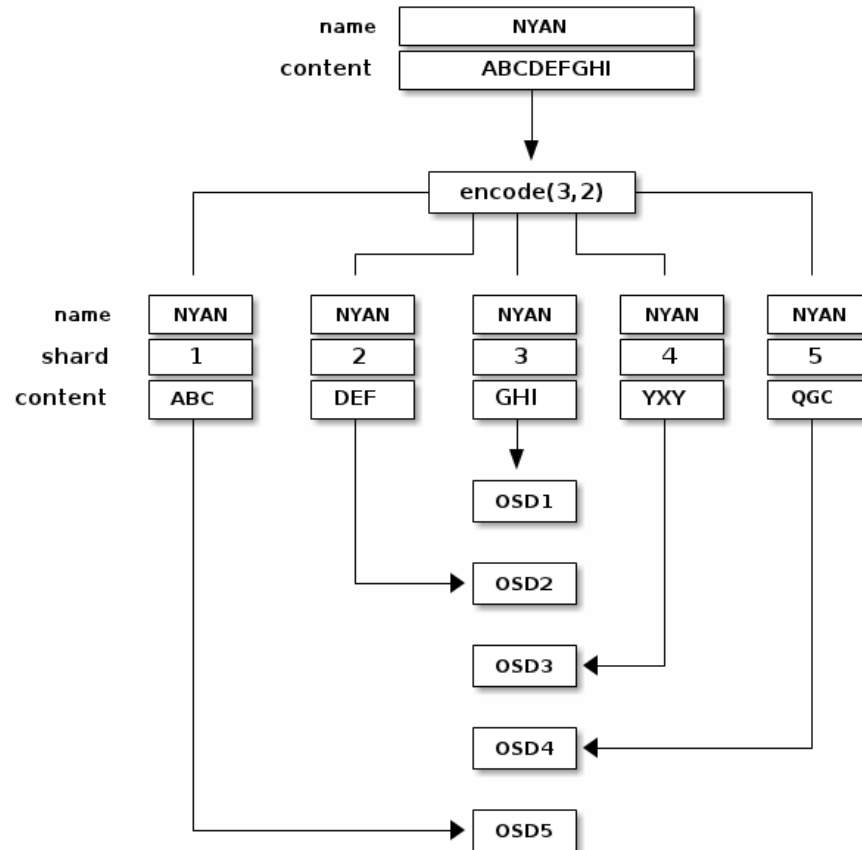 name NYAN
content ABCDEFGHI
encode(3,2)
name NYAN NYAN NYAN NYAN NYAN
shard 1 2 3 4 5
content ABC DEF GHI YXY QGC
OSD1
OSD2
OSD3
OSD4
OSD5